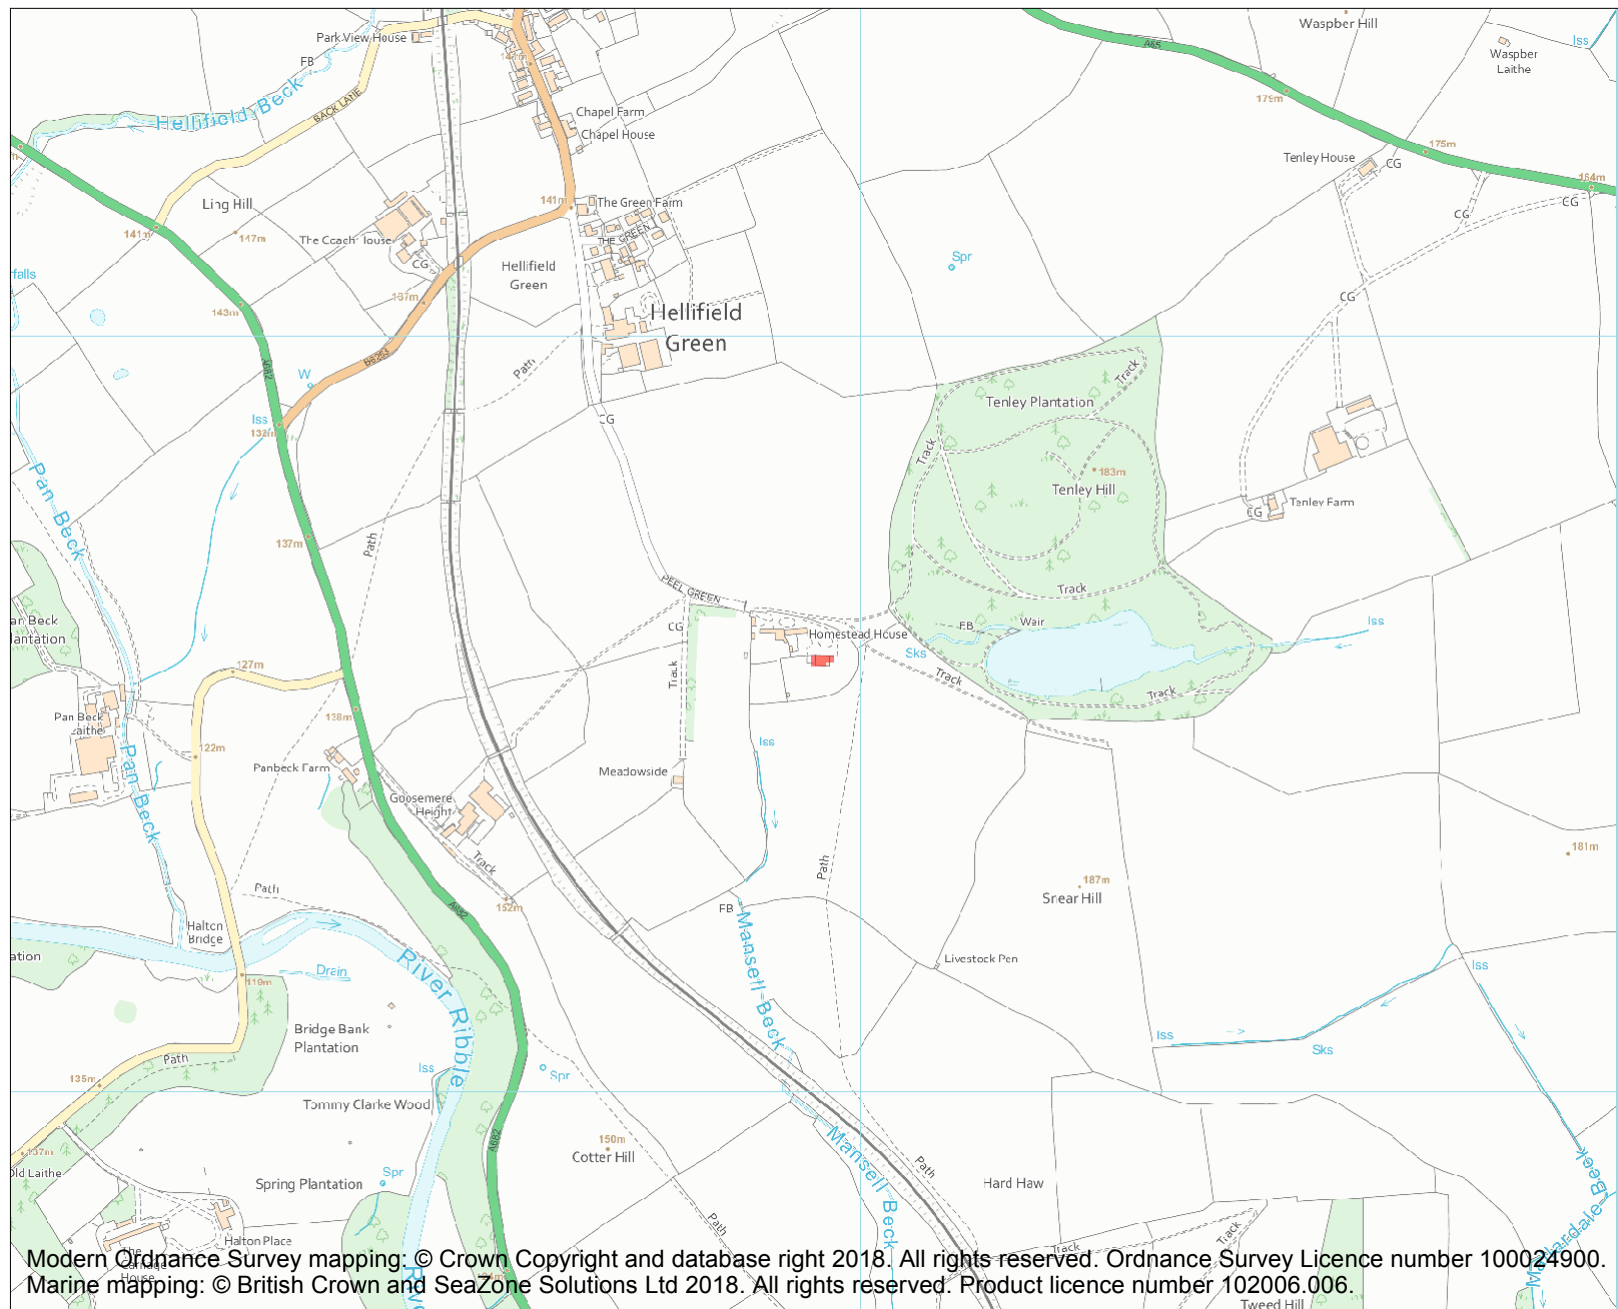 Park View House
FB
Hellifield Beck
BACK LANE
Chapel Farm
Chapel House
A65
Waspber Hill
Waspber
Laithe
Iss
179m
175m
Tenley House
CG
164m
CG
CG
Ling Hill
147m
141m
The Green Farm
THE GREEN
141m
CG
Hellifield
Green
137m
143m
Hellifield
Green
Spr
CG
falls
A682
B6253
W
Path
Iss
132m
CG
Tenley Plantation
Track
Track
183m
Tenley Hill
Tenley Farm
CG
Pan Beck
137m
Path
PEEL GREEN
Track
CG
Homestead House
FB
Weir
Sks
Iss
Track
Track
Track
127m
138m
122m
Pan Beck
Laithe
Pan Beck
Panbeck Farm
Goosemere
Height
Track
152m
Meadowside
Iss
Path
181m
187m
Snear Hill
Path
A682
Halton
Bridge
FB
Mansell Beck
Livestock Pen
Drain
119m
River Ribble
Bridge Bank
Plantation
Iss
Iss
Sks
Path
135m
Iss
Spr
Tommy Clarke Wood
A682
150m
Cotter Hill
137m
Old Laithe
Spr
Spring Plantation
Mansell Beck
Path
Hard Haw
Path
Halton Place
The
Carriage
House
Track
Track
Tweed Hill
Modern Ordnance Survey mapping: © Crown Copyright and database right 2018. All rights reserved. Ordnance Survey Licence number 100024900.
Marine mapping: © British Crown and SeaZone Solutions Ltd 2018. All rights reserved. Product licence number 102006.006.